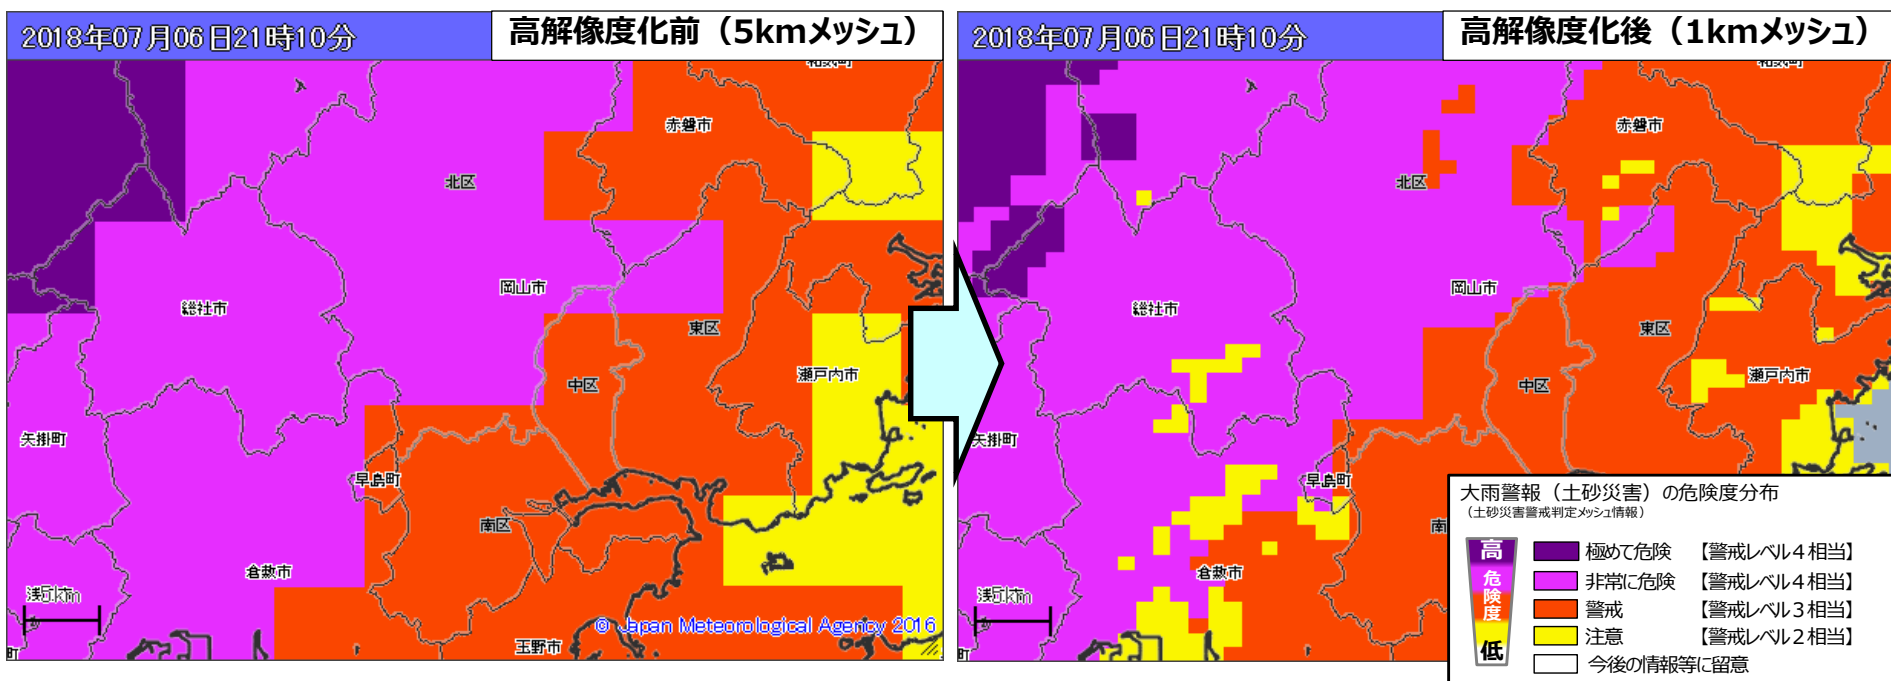 2018年07月06日21時10分
高解像度化前（5kmメッシュ）
赤磐市
北区
岡山市
総社市
東区
中区
瀬戸内市
矢掛町
早島町
南区
倉敷市
5km
玉野市
© Japan Meteorological Agency 2016
町
2018年07月06日21時10分
高解像度化後（1kmメッシュ）
赤磐市
北区
岡山市
総社市
東区
中区
瀬戸内市
矢掛町
早島町
南
倉敷市
5km
町
大雨警報（土砂災害）の危険度分布
（土砂災害警戒判定メッシュ情報）
高
危険度
低
極めて危険 【警戒レベル４相当】
非常に危険 【警戒レベル４相当】
警戒 【警戒レベル３相当】
注意 【警戒レベル２相当】
今後の情報等に留意